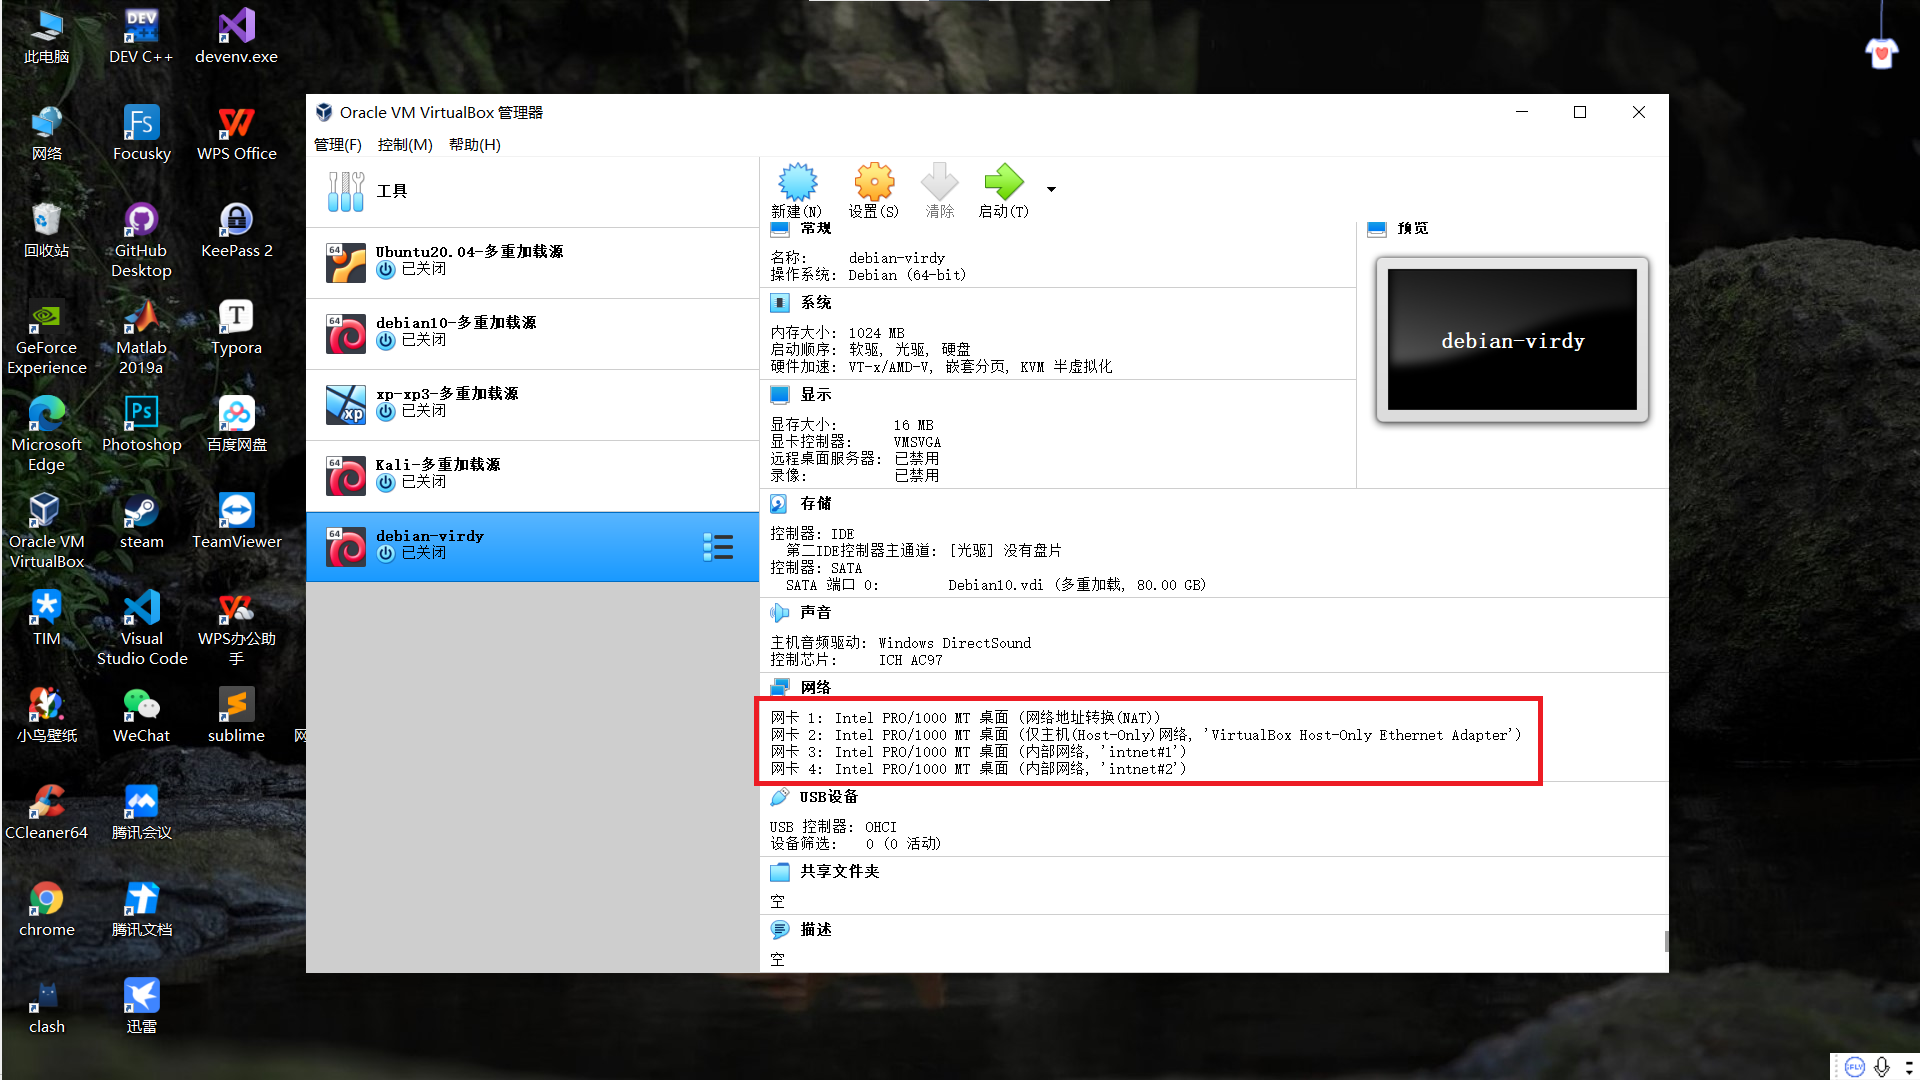 此电脑
DEV C++
devenv.exe
网络
Focusky
WPS Office
回收站
GitHub
Desktop
KeePass 2
GeForce
Experience
Matlab
2019a
Typora
Microsoft
Edge
Photoshop
百度网盘
Oracle VM
VirtualBox
steam
TeamViewer
TIM
Visual
Studio Code
WPS办公助
手
小鸟壁纸
WeChat
sublime
网
CCleaner64
腾讯会议
chrome
腾讯文档
clash
迅雷
Oracle VM VirtualBox 管理器
管理(F) 控制(M) 帮助(H)
工具
64
Ubuntu20.04-多重加载源
已关闭
64
debian10-多重加载源
已关闭
xp
xp-xp3-多重加载源
已关闭
64
Kali-多重加载源
已关闭
64
debian-virdy
已关闭
新建(N) 设置(S) 清除 启动(T)
常规
名称: debian-virdy
操作系统: Debian (64-bit)
系统
内存大小: 1024 MB
启动顺序: 软驱, 光驱, 硬盘
硬件加速: VT-x/AMD-V, 嵌套分页, KVM 半虚拟化
显示
显存大小: 16 MB
显卡控制器: VMSVGA
远程桌面服务器: 已禁用
录像: 已禁用
存储
控制器: IDE
第二IDE控制器主通道: [光驱] 没有盘片
控制器: SATA
SATA 端口 0: Debian10.vdi (多重加载, 80.00 GB)
声音
主机音频驱动: Windows DirectSound
控制芯片: ICH AC97
网络
网卡 1: Intel PRO/1000 MT 桌面 (网络地址转换(NAT))
网卡 2: Intel PRO/1000 MT 桌面 (仅主机(Host-Only)网络, 'VirtualBox Host-Only Ethernet Adapter')
网卡 3: Intel PRO/1000 MT 桌面 (内部网络, 'intnet#1')
网卡 4: Intel PRO/1000 MT 桌面 (内部网络, 'intnet#2')
USB设备
USB 控制器: OHCI
设备筛选: 0 (0 活动)
共享文件夹
空
描述
空
预览
debian-virdy
iFLY